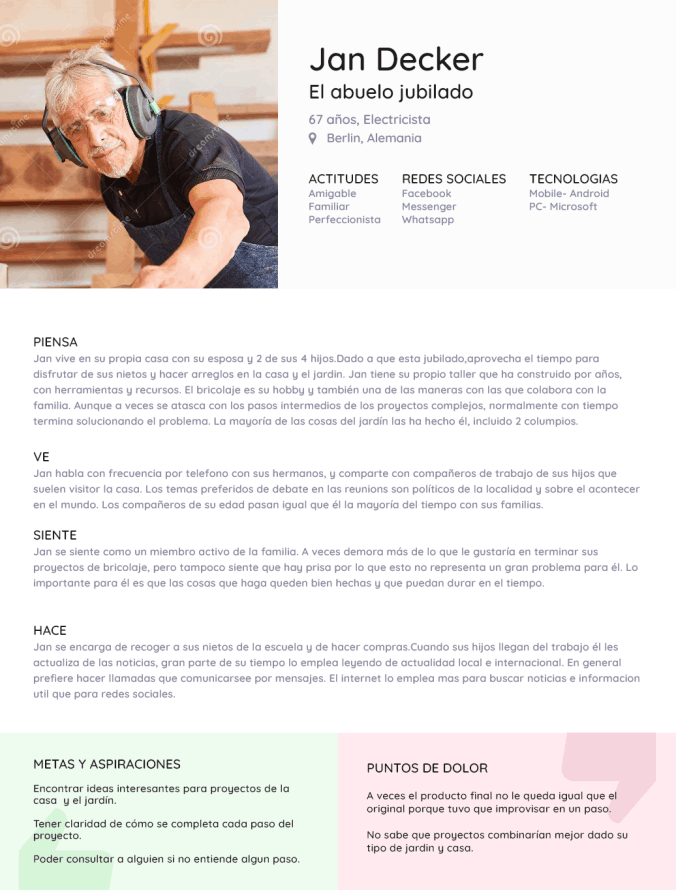 Jan Decker
El abuelo jubilado
67 años, Electricista
Berlin, Alemania
ACTITUDES
Amigable
Familiar
Perfeccionista
REDES SOCIALES
Facebook
Messenger
Whatsapp
TECNOLOGIAS
Mobile- Android
PC- Microsoft
PIENSA
Jan vive en su propia casa con su esposa y 2 de sus 4 hijos.Dado a que esta jubilado,aprovecha el tiempo para
disfrutar de sus nietos y hacer arreglos en la casa y el jardin. Jan tiene su propio taller que ha construido por años,
con herramientas y recursos. El bricolaje es su hobby y también una de las maneras con las que colabora con la
familia. Aunque a veces se atasca con los pasos intermedios de los proyectos complejos, normalmente con tiempo
termina solucionando el problema. La mayoría de las cosas del jardín las ha hecho él, incluido 2 columpios.
VE
Jan habla con frecuencia por telefono con sus hermanos, y comparte con compañeros de trabajo de sus hijos que
suelen visitor la casa. Los temas preferidos de debate en las reunions son políticos de la localidad y sobre el acontecer
en el mundo. Los compañeros de su edad pasan igual que él la mayoría del tiempo con sus familias.
SIENTE
Jan se siente como un miembro activo de la familia. A veces demora más de lo que le gustaría en terminar sus
proyectos de bricolaje, pero tampoco siente que hay prisa por lo que esto no representa un gran problema para él. Lo
importante para él es que las cosas que haga queden bien hechas y que puedan durar en el tiempo.
HACE
Jan se encarga de recoger a sus nietos de la escuela y de hacer compras.Cuando sus hijos llegan del trabajo él les
actualiza de las noticias, gran parte de su tiempo lo emplea leyendo de actualidad local e internacional. En general
prefiere hacer llamadas que comunicarsee por mensajes. El internet lo emplea mas para buscar noticias e informacion
util que para redes sociales.
METAS Y ASPIRACIONES
Encontrar ideas interesantes para proyectos de la
casa  y el jardín.
Tener claridad de cómo se completa cada paso del
proyecto.
Poder consultar a alguien si no entiende algun paso.
PUNTOS DE DOLOR
A veces el producto final no le queda igual que el
original porque tuvo que improvisar en un paso.
No sabe que proyectos combinarían mejor dado su
tipo de jardin y casa.